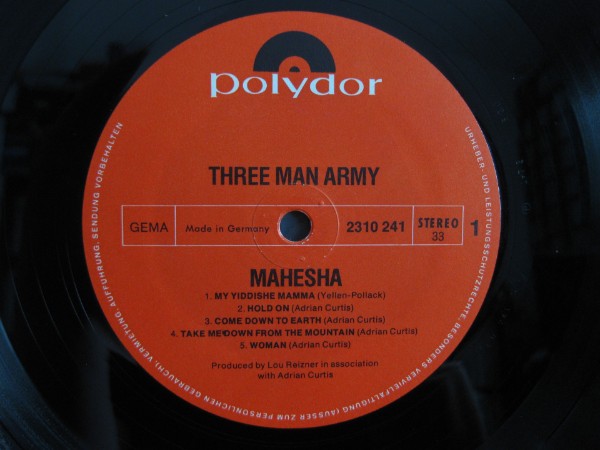 polydor
THREE MAN ARMY
GEMA
Made in Germany
2310 241
STEREO
33
1
MAHESHA
1. MY YIDDISHE MAMMA (Yellen-Pollack)
2. HOLD ON (Adrian Curtis)
3. COME DOWN TO EARTH (Adrian Curtis)
4. TAKE ME DOWN FROM THE MOUNTAIN (Adrian Curtis)
5. WOMAN (Adrian Curtis)
Produced by Lou Reizner in association
with Adrian Curtis
URHEBER- UND LEISTUNGSSCHUTZRECHTE, BESONDERS VERVIELFÄLTIGUNG (AUSSER ZUM PERSÖNLICHEN GEBRAUCH), VERMIETUNG, AUFFÜHRUNG, SENDUNG VORBEHALTEN